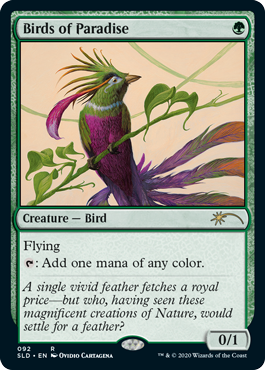 Birds of Paradise
Creature — Bird
Flying
: Add one mana of any color.
A single vivid feather fetches a royal
price—but who, having seen these
magnificent creations of Nature, would
settle for a feather?
0/1
092 R
SLD • EN Ovidio Cartagena
™ & © 2020 Wizards of the Coast